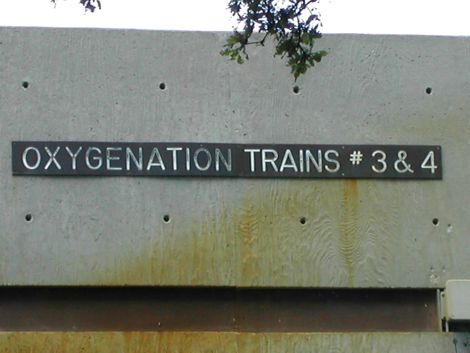 OXYGENATION TRAINS # 3 & 4